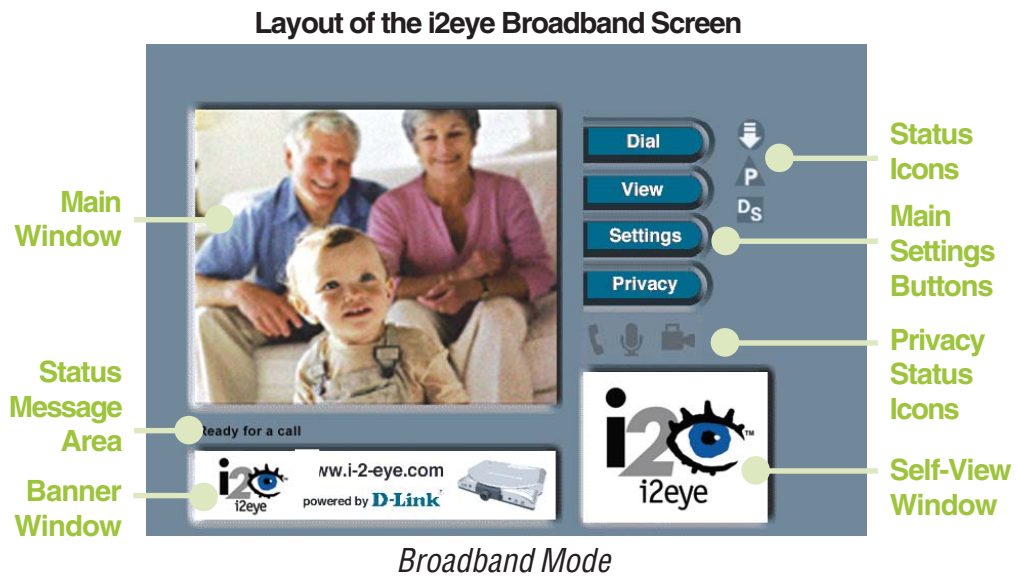 Layout of the i2eye Broadband Screen
Main
Window
Status
Message
Area
Banner
Window
Dial
View
Settings
Privacy
P
DS
Status
Icons
Main
Settings
Buttons
Privacy
Status
Icons
Self-View
Window
Ready for a call
i2
i2eye
www.i-2-eye.com
powered by D-Link
i2
TM
i2eye
Broadband Mode